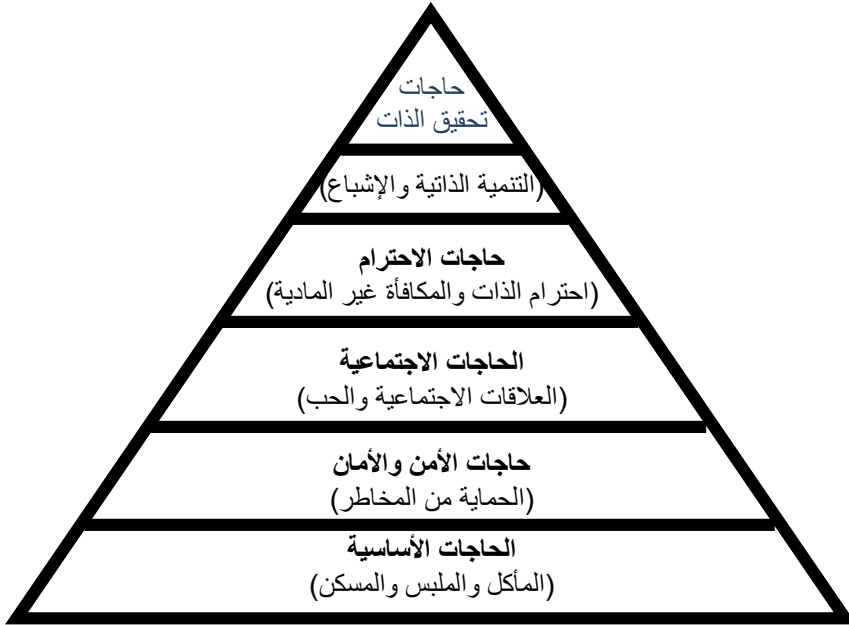 حاجات
تحقيق الذات
(التنمية الذاتية والإشباع)
حاجات الاحترام
(احترام الذات والمكافأة غير المادية)
الحاجات الاجتماعية
(العلاقات الاجتماعية والحب)
حاجات الأمن والأمان
(الحماية من المخاطر)
الحاجات الأساسية
(المأكل والملبس والمسكن)